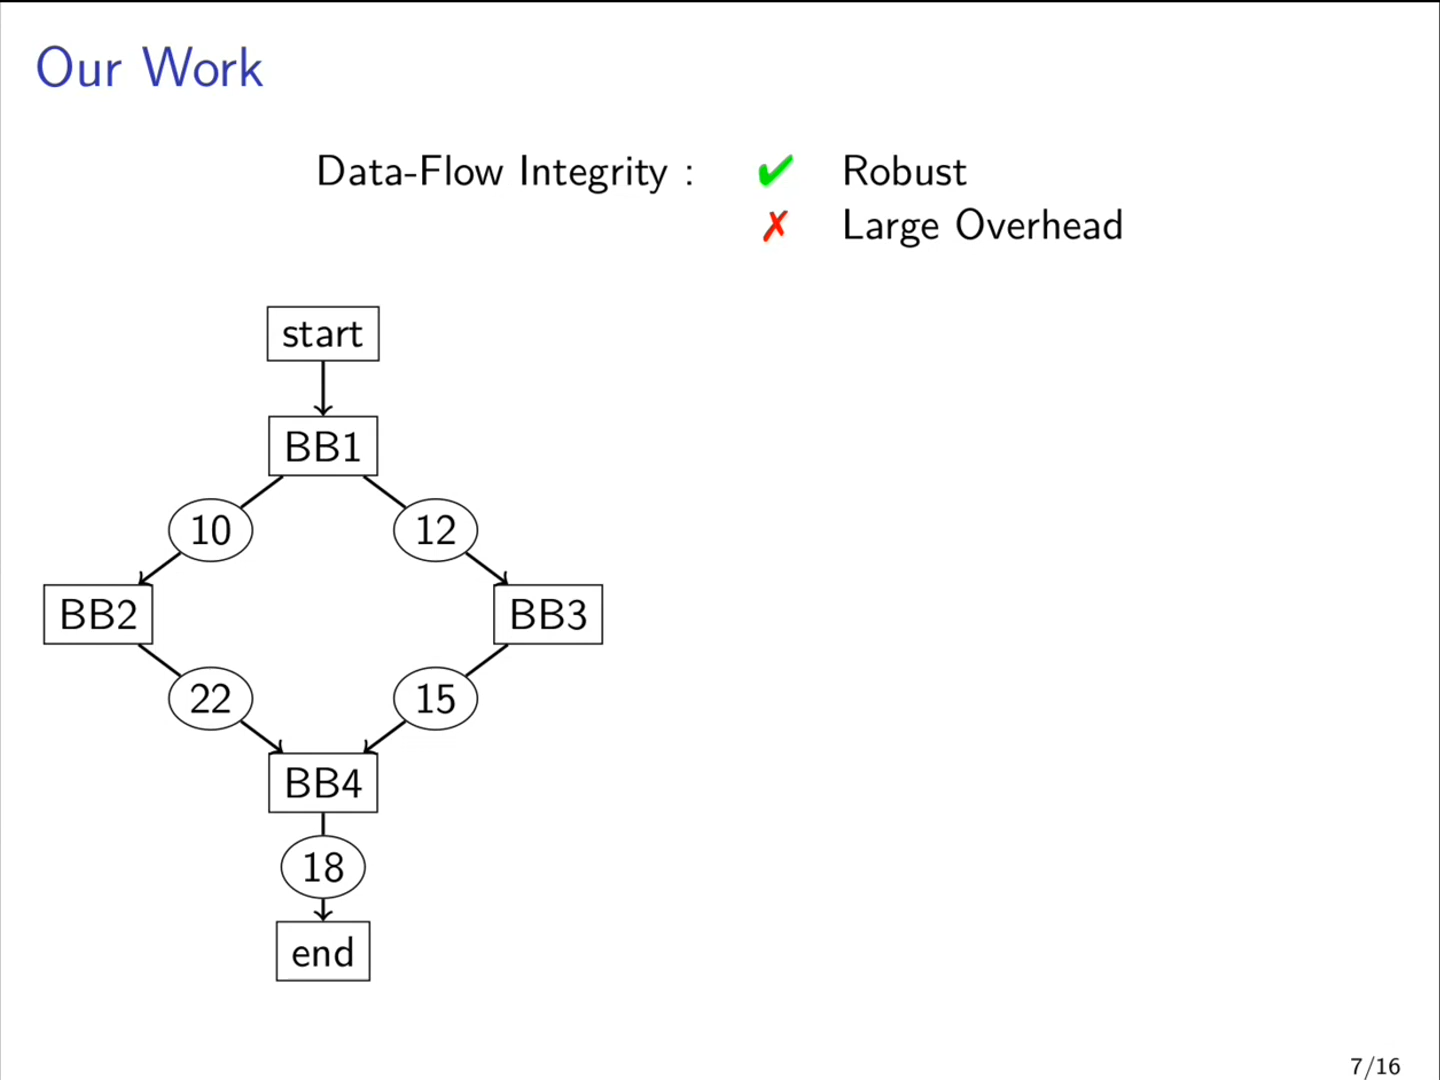 Our Work
Data-Flow Integrity : ✔ Robust
✗ Large Overhead
start
BB1
10 12
BB2 BB3
22 15
BB4
18
end
7/16